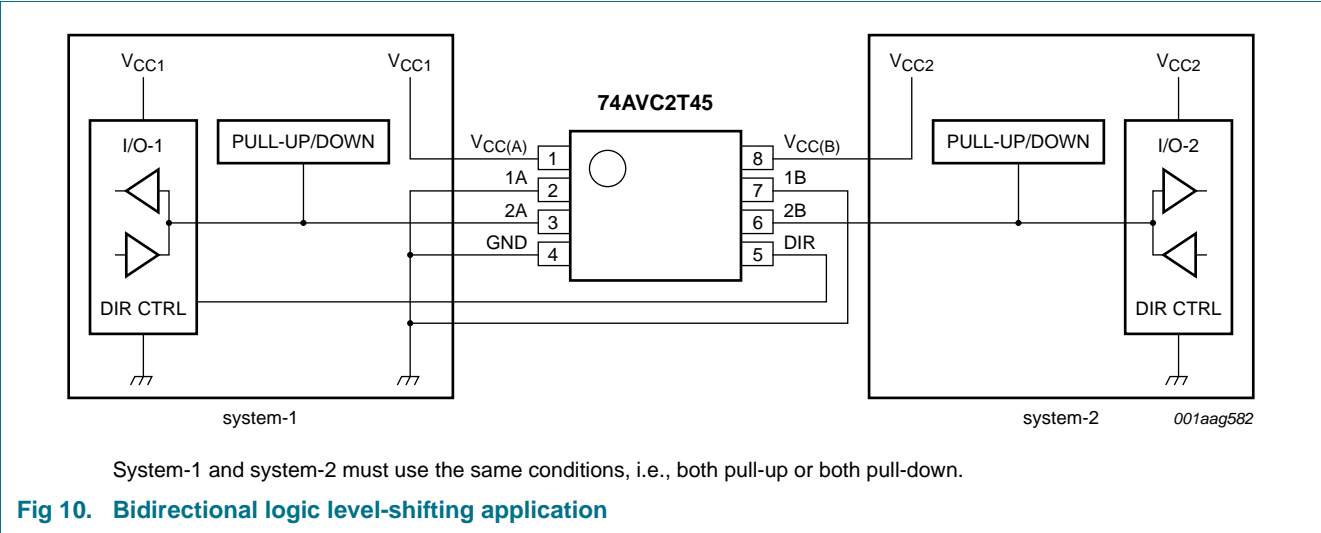 VCC1
VCC1
I/O-1
PULL-UP/DOWN
DIR CTRL
system-1
74AVC2T45
VCC(A)
1
1A
2
2A
3
GND
4
VCC(B)
8
1B
7
2B
6
DIR
5
VCC2
VCC2
PULL-UP/DOWN
I/O-2
DIR CTRL
system-2
001aag582
System-1 and system-2 must use the same conditions, i.e., both pull-up or both pull-down.
Fig 10. Bidirectional logic level-shifting application